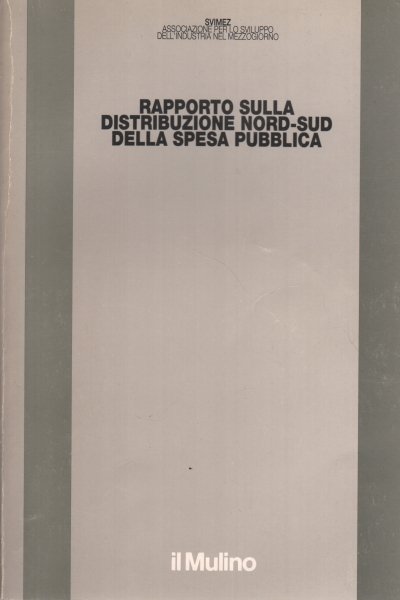 SVIMEZ
ASSOCIAZIONE PER LO SVILUPPO
DELL'INDUSTRIA NEL MEZZOGIORNO
RAPPORTO SULLA
DISTRIBUZIONE NORD-SUD
DELLA SPESA PUBBLICA
il Mulino